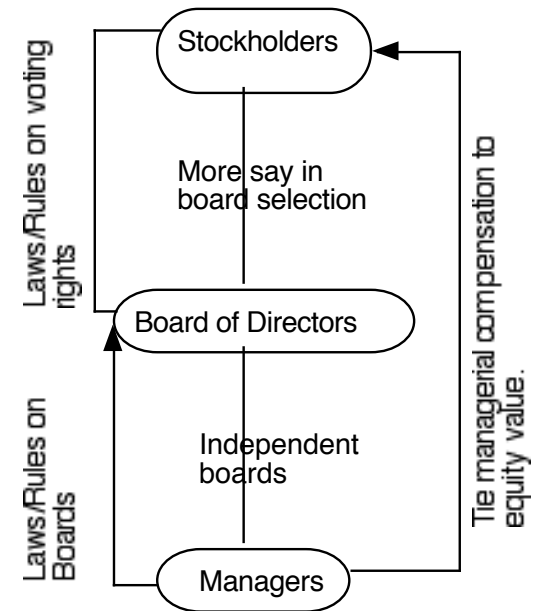 Stockholders
Laws/Rules on voting
rights
More say in
board selection
Tie managerial compensation to
equity value.
Board of Directors
Laws/Rules on
Boards
Independent
boards
Managers